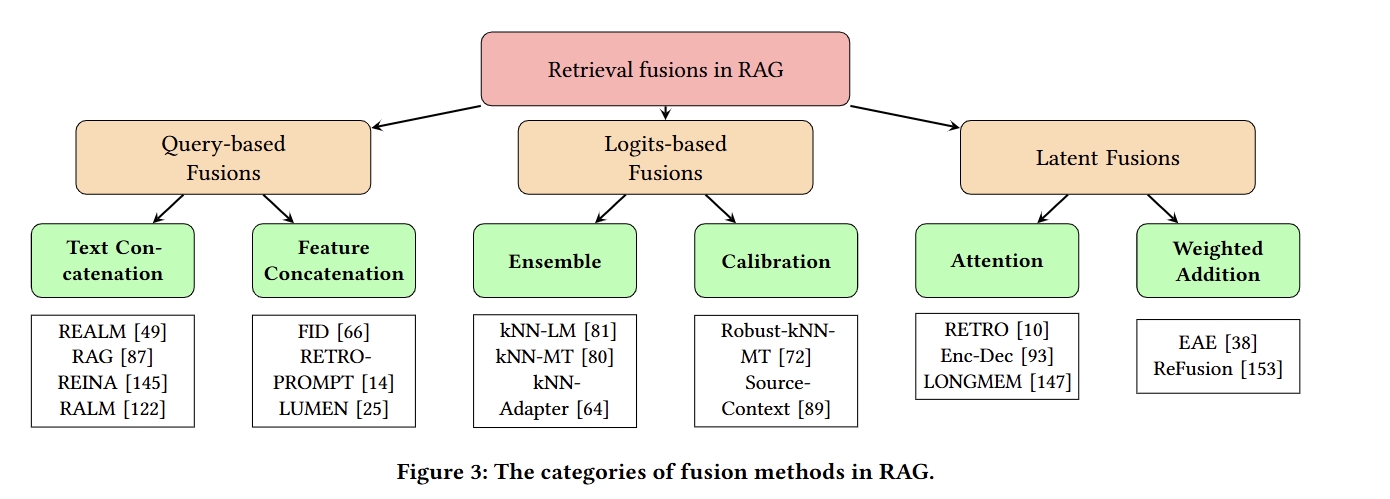 Retrieval fusions in RAG
Query-based
Fusions
Logits-based
Fusions
Latent Fusions
Text Con-
catenation
Feature
Concatenation
Ensemble
Calibration
Attention
Weighted
Addition
REALM [49]
RAG [87]
REINA [145]
RALM [122]
FID [66]
RETRO-
PROMPT [14]
LUMEN [25]
kNN-LM [81]
kNN-MT [80]
kNN-
Adapter [64]
Robust-kNN-
MT [72]
Source-
Context [89]
RETRO [10]
Enc-Dec [93]
LONGMEM [147]
EAE [38]
ReFusion [153]
Figure 3: The categories of fusion methods in RAG.